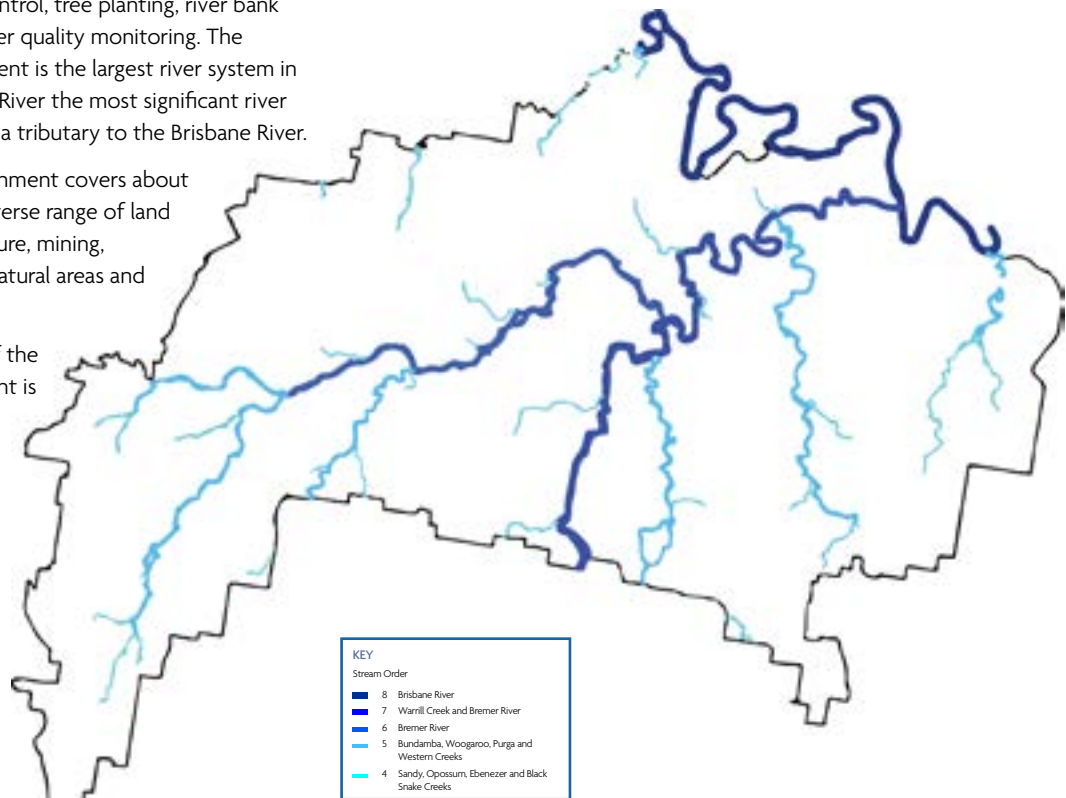 ntrol, tree planting, river bank
er quality monitoring. The
ent is the largest river system in
River the most significant river
a tributary to the Brisbane River.
nment covers about
verse range of land
ure, mining,
atural areas and
f the
nt is
KEY
Stream Order
8 Brisbane River
7 Warrill Creek and Bremer River
6 Bremer River
5 Bundamba, Woogaroo, Purga and
Western Creeks
4 Sandy, Opossum, Ebenezer and Black
Snake Creeks